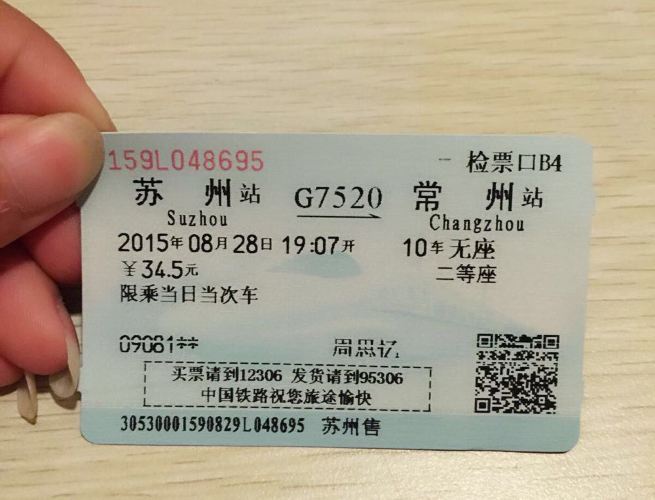 159L048695 检票口B4
苏州站 G7520 常州站
Suzhou Changzhou
2015年08月28日 19:07开 10车无座
￥34.5元 二等座
限乘当日当次车
09081** 周思忆
买票请到12306 发货请到95306
中国铁路祝您旅途愉快
30530001590829L048695 苏州售